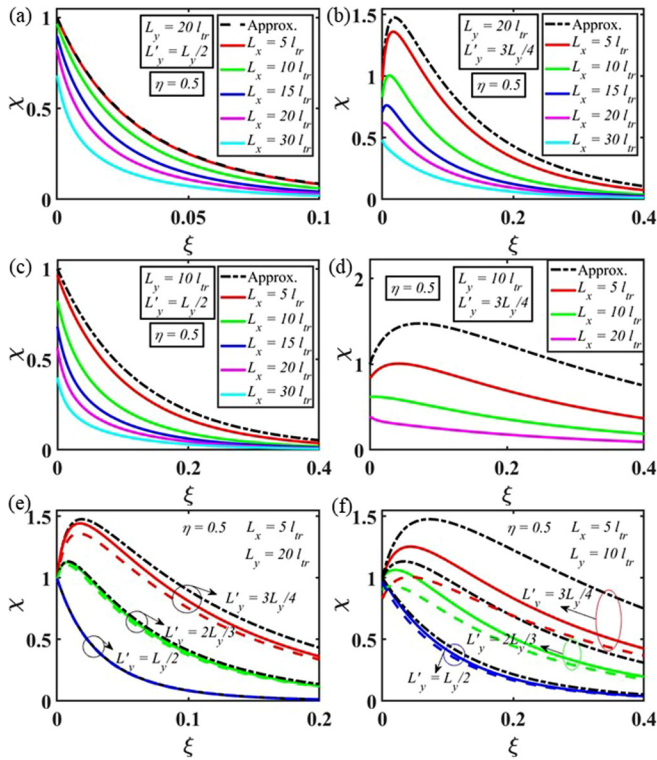 (a)
1
0.5
0
χ
0
0.05
0.1
ξ
L_y = 20 l_tr
L'_y = L_y/2
η = 0.5
Approx.
L_x = 5 l_tr
L_x = 10 l_tr
L_x = 15 l_tr
L_x = 20 l_tr
L_x = 30 l_tr
(b)
1.5
1
0.5
0
χ
0
0.2
0.4
ξ
L_y = 20 l_tr
L'_y = 3L_y/4
η = 0.5
Approx.
L_x = 5 l_tr
L_x = 10 l_tr
L_x = 15 l_tr
L_x = 20 l_tr
L_x = 30 l_tr
(c)
1
0.5
0
χ
0
0.2
0.4
ξ
L_y = 10 l_tr
L'_y = L_y/2
η = 0.5
Approx.
L_x = 5 l_tr
L_x = 10 l_tr
L_x = 15 l_tr
L_x = 20 l_tr
L_x = 30 l_tr
(d)
2
1
0
χ
0
0.2
0.4
ξ
η = 0.5
L_y = 10 l_tr
L'_y = 3L_y/4
Approx.
L_x = 5 l_tr
L_x = 10 l_tr
L_x = 20 l_tr
(e)
1.5
1
0.5
0
χ
0
0.1
0.2
ξ
η = 0.5 L_x = 5 l_tr
L_y = 20 l_tr
L'_y = 3L_y/4
L'_y = 2L_y/3
L'_y = L_y/2
(f)
1.5
1
0.5
0
χ
0
0.2
0.4
ξ
η = 0.5 L_x = 5 l_tr
L_y = 10 l_tr
L'_y = 3L_y/4
L'_y = 2L_y/3
L'_y = L_y/2